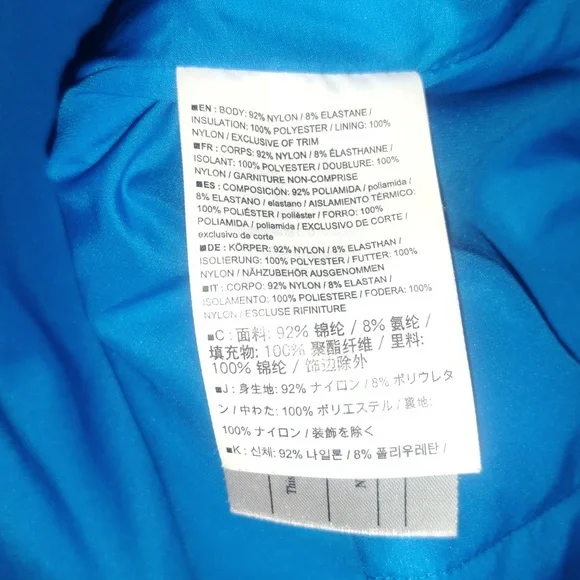 ■EN : BODY: 92% NYLON / 8% ELASTANE /
INSULATION: 100% POLYESTER / LINING: 100%
NYLON / EXCLUSIVE OF TRIM
■FR : CORPS: 92% NYLON / 8% ÉLASTHANNE /
ISOLANT: 100% POLYESTER / DOUBLURE: 100%
NYLON / GARNITURE NON-COMPRISE
■ES : COMPOSICIÓN: 92% POLIAMIDA / poliamida /
8% ELASTANO / elastano / AISLAMIENTO TÉRMICO:
100% POLIÉSTER / poliéster / FORRO: 100%
POLIAMIDA / poliamida / EXCLUSIVO DE CORTE /
exclusivo de corte
■DE : KÖRPER: 92% NYLON / 8% ELASTHAN /
ISOLIERUNG: 100% POLYESTER / FUTTER: 100%
NYLON / NÄHZUBEHÖR AUSGENOMMEN
■IT : CORPO: 92% NYLON / 8% ELASTAN /
ISOLAMENTO: 100% POLIESTERE / FODERA: 100%
NYLON / ESCLUSE RIFINITURE
■C : 面料: 92% 锦纶 / 8% 氨纶 /
填充物: 100% 聚酯纤维 / 里料:
100% 锦纶 / 饰边除外
■J : 身生地: 92% ナイロン / 8% ポリウレタ
ン / 中わた: 100% ポリエステル / 裏地:
100% ナイロン / 装飾を除く
■K : 신체: 92% 나일론 / 8% 폴리우레탄 /
This
N